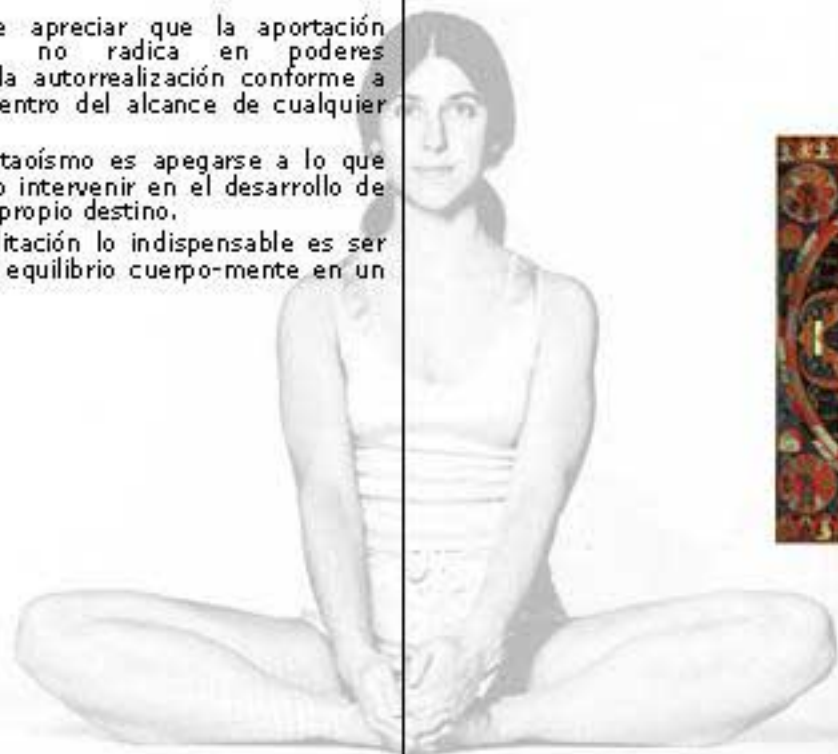 e apreciar que la aportación
no radica en poderes
la autorrealización conforme a
entro del alcance de cualquier
taoísmo es apegarse a lo que
o intervenir en el desarrollo de
propio destino.
itación lo indispensable es ser
equilibrio cuerpo-mente en un